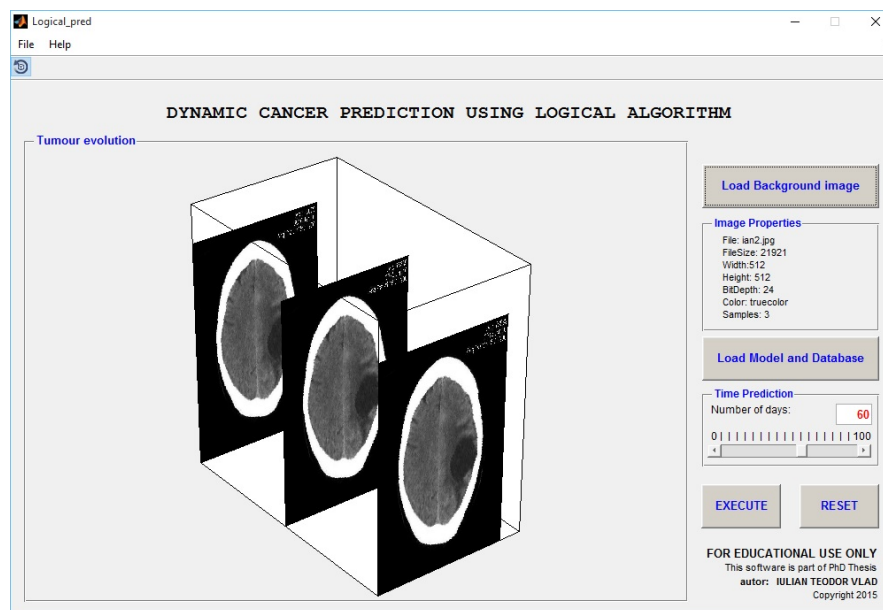 Logical_pred
File Help
DYNAMIC CANCER PREDICTION USING LOGICAL ALGORITHM
Tumour evolution
Load Background image
Image Properties
File: ian2.jpg
FileSize: 21921
Width:512
Height: 512
BitDepth: 24
Color: truecolor
Samples: 3
Load Model and Database
Time Prediction
Number of days: 60
0 100
EXECUTE RESET
FOR EDUCATIONAL USE ONLY
This software is part of PhD Thesis
autor: IULIAN TEODOR VLAD
Copyright 2015